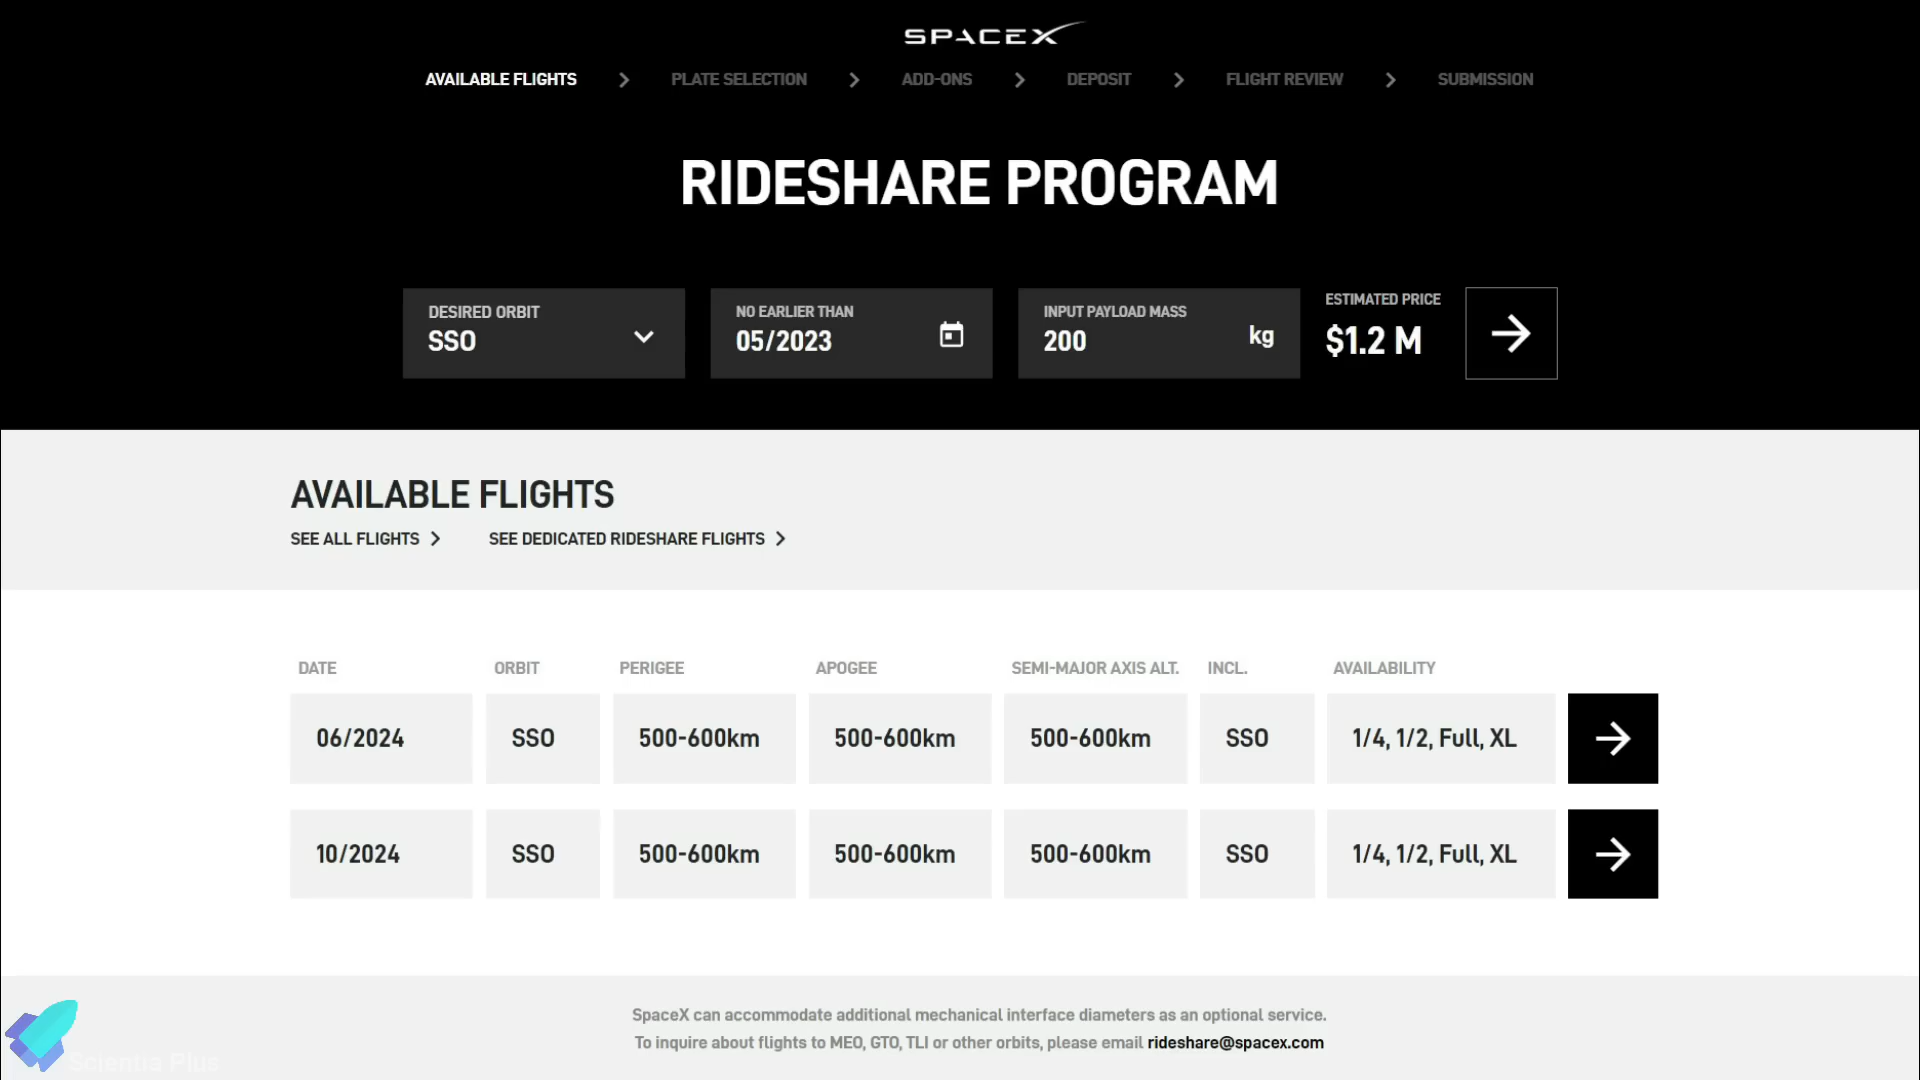 SPACEX
AVAILABLE FLIGHTS PLATE SELECTION ADD-ONS DEPOSIT FLIGHT REVIEW SUBMISSION
RIDESHARE PROGRAM
DESIRED ORBIT
SSO
NO EARLIER THAN
05/2023
INPUT PAYLOAD MASS
200 kg
ESTIMATED PRICE
$1.2 M
AVAILABLE FLIGHTS
SEE ALL FLIGHTS SEE DEDICATED RIDESHARE FLIGHTS
DATE ORBIT PERIGEE APOGEE SEMI-MAJOR AXIS ALT. INCL. AVAILABILITY
06/2024 SSO 500-600km 500-600km 500-600km SSO 1/4, 1/2, Full, XL
10/2024 SSO 500-600km 500-600km 500-600km SSO 1/4, 1/2, Full, XL
SpaceX can accommodate additional mechanical interface diameters as an optional service.
To inquire about flights to MEO, GTO, TLI or other orbits, please email rideshare@spacex.com
Scientia Plus